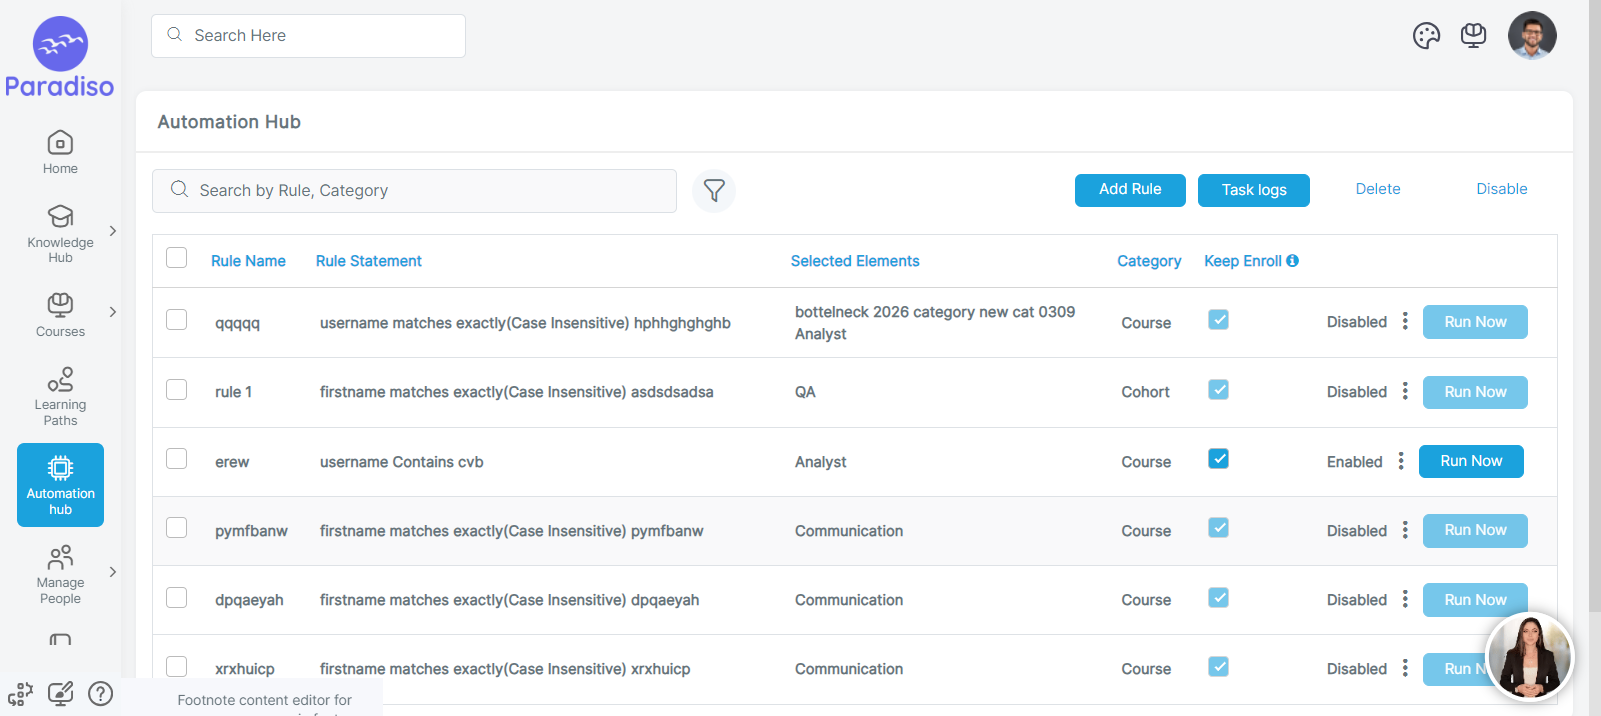 Paradiso
Search Here
Home
Knowledge
Hub
Courses
Learning
Paths
Automation
hub
Manage
People
Automation Hub
Search by Rule, Category
Add Rule
Task logs
Delete
Disable
Rule Name
Rule Statement
Selected Elements
Category
Keep Enroll
qqqqq
username matches exactly(Case Insensitive) hphhghghghb
bottelneck 2026 category new cat 0309
Analyst
Course
Disabled
Run Now
rule 1
firstname matches exactly(Case Insensitive) asdsdsadsa
QA
Cohort
Disabled
Run Now
erew
username Contains cvb
Analyst
Course
Enabled
Run Now
pymfbanw
firstname matches exactly(Case Insensitive) pymfbanw
Communication
Course
Disabled
Run Now
dpqaeyah
firstname matches exactly(Case Insensitive) dpqaeyah
Communication
Course
Disabled
Run Now
xrxhuicp
firstname matches exactly(Case Insensitive) xrxhuicp
Communication
Course
Disabled
Run
Footnote content editor for